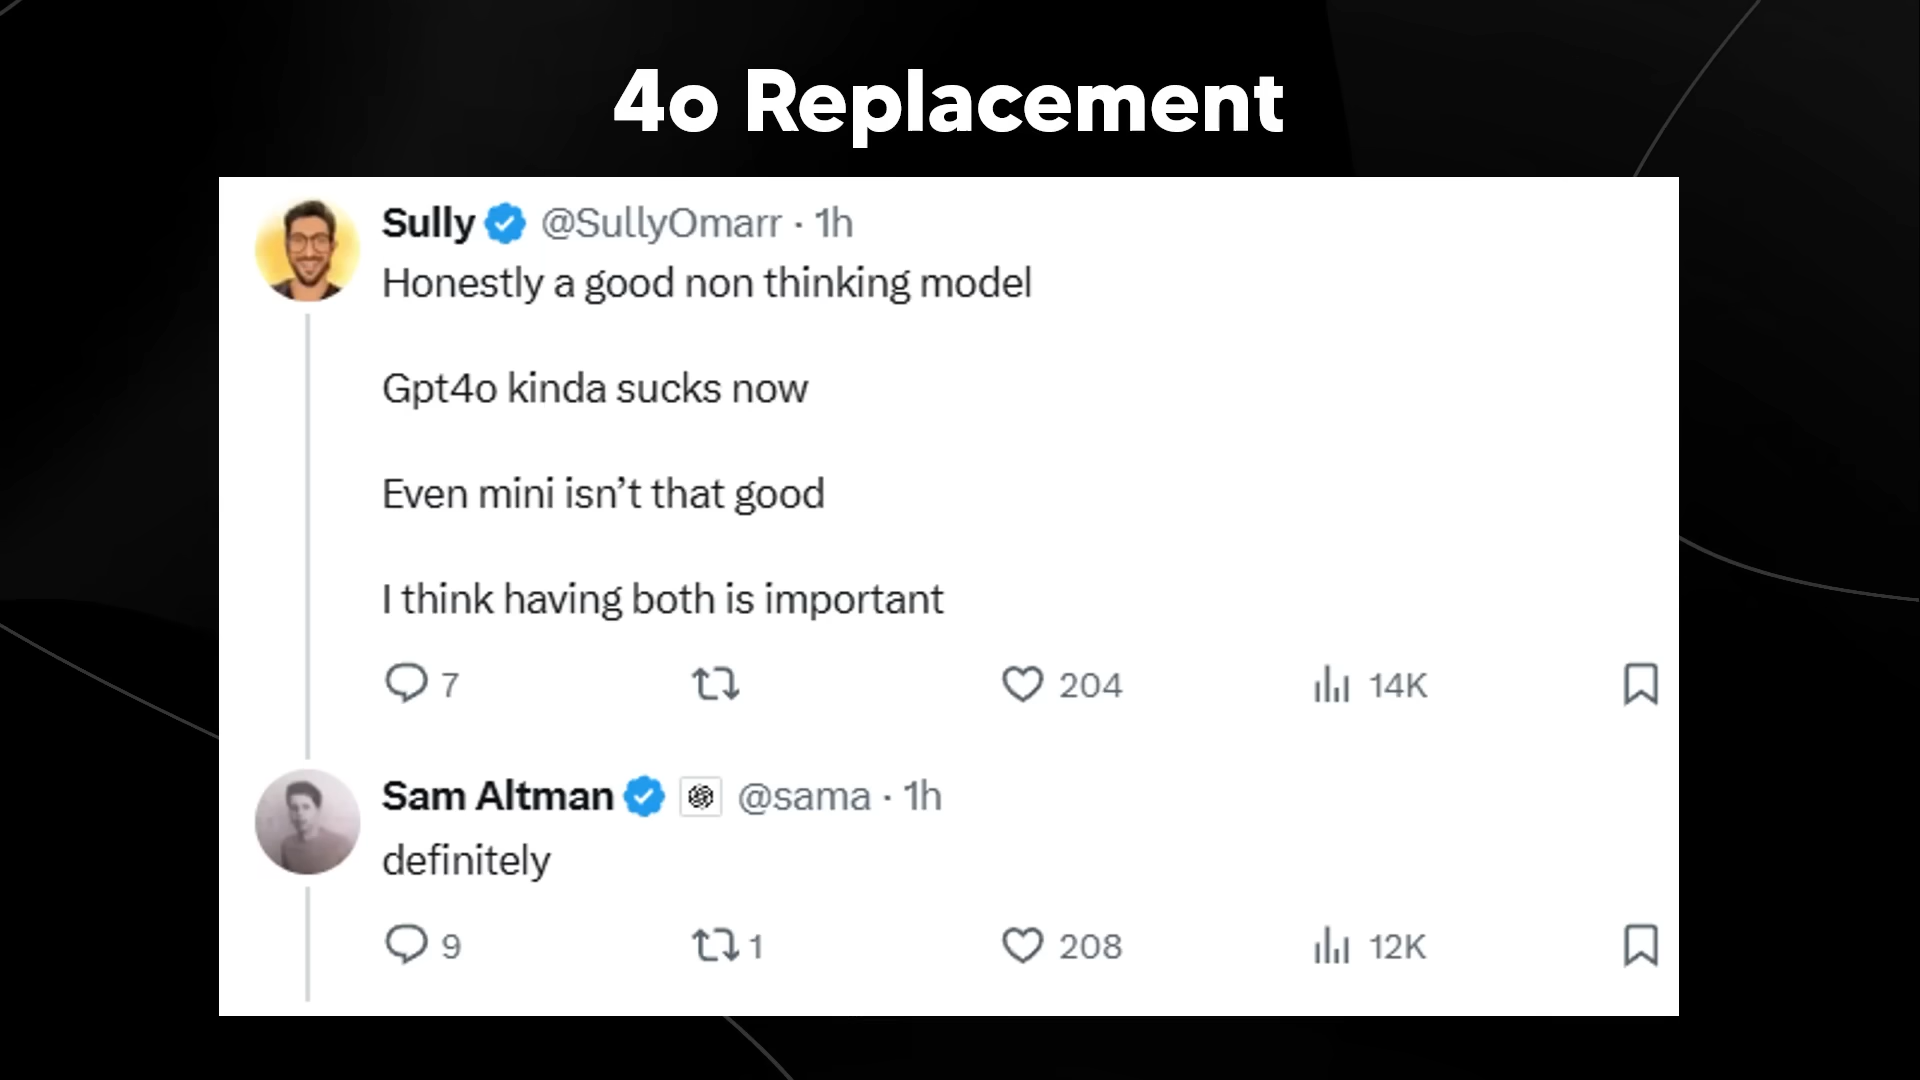 4o Replacement
Sully @SullyOmarr · 1h
Honestly a good non thinking model
Gpt4o kinda sucks now
Even mini isn’t that good
I think having both is important
7 204 14K
Sam Altman @sama · 1h
definitely
9 1 208 12K